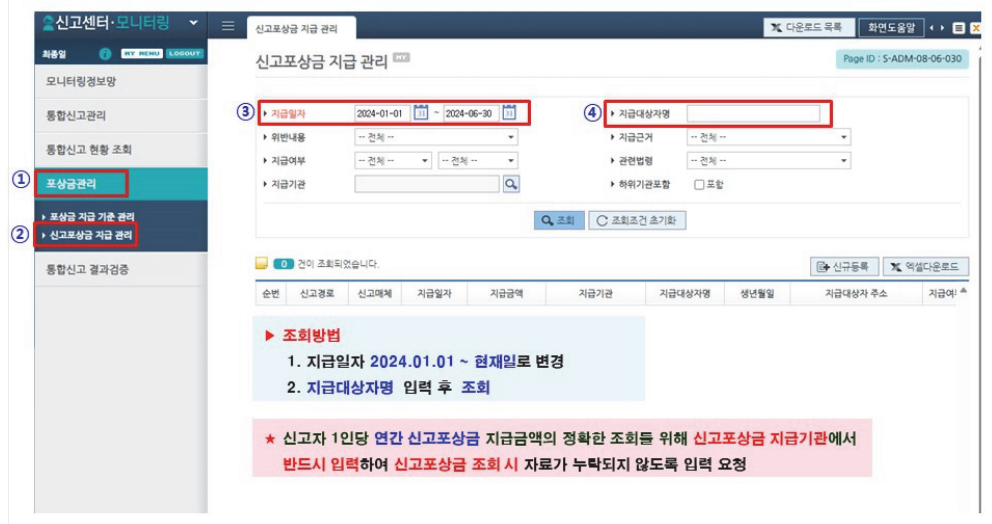 신고센터·모니터링
신고포상금 지급 관리
다운로드 목록
화면도움말
최종일
MY MENU
LOGOUT
신고포상금 지급 관리 MY
Page ID : S-ADM-08-06-030
모니터링정보망
통합신고관리
통합신고 현황 조회
① 포상금관리
포상금 지급 기준 관리
② 신고포상금 지급 관리
통합신고 결과검증
③ 지급일자 2024-01-01 ~ 2024-06-30
④ 지급대상자명
위반내용 -- 전체 --
지급근거 -- 전체 --
지급여부 -- 전체 -- -- 전체 --
관련법령 -- 전체 --
지급기관
하위기관포함 포함
조회 조회조건 초기화
0 건이 조회되었습니다.
신규등록 엑셀다운로드
순번 신고경로 신고매체 지급일자 지급금액 지급기관 지급대상자명 생년월일 지급대상자 주소 지급여
▶ 조회방법
1. 지급일자 2024.01.01 ~ 현재일로 변경
2. 지급대상자명 입력 후 조회
★ 신고자 1인당 연간 신고포상금 지급금액의 정확한 조회를 위해 신고포상금 지급기관에서
반드시 입력하여 신고포상금 조회 시 자료가 누탁되지 않도록 입력 요청